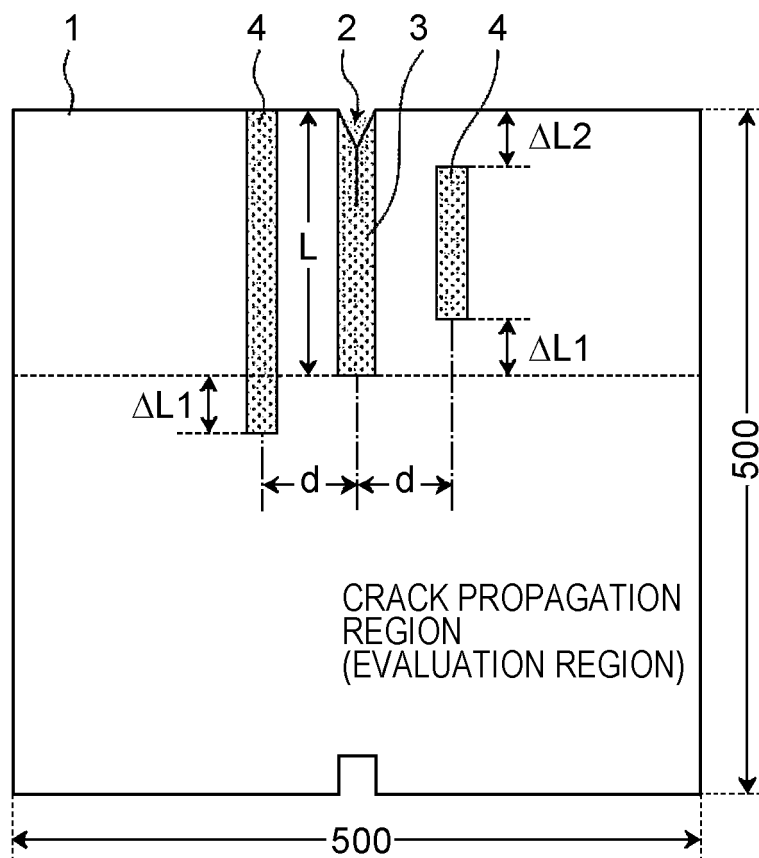 1 4 2 3 4
ΔL2
L
ΔL1
ΔL1
d d
500
CRACK PROPAGATION
REGION
(EVALUATION REGION)
500